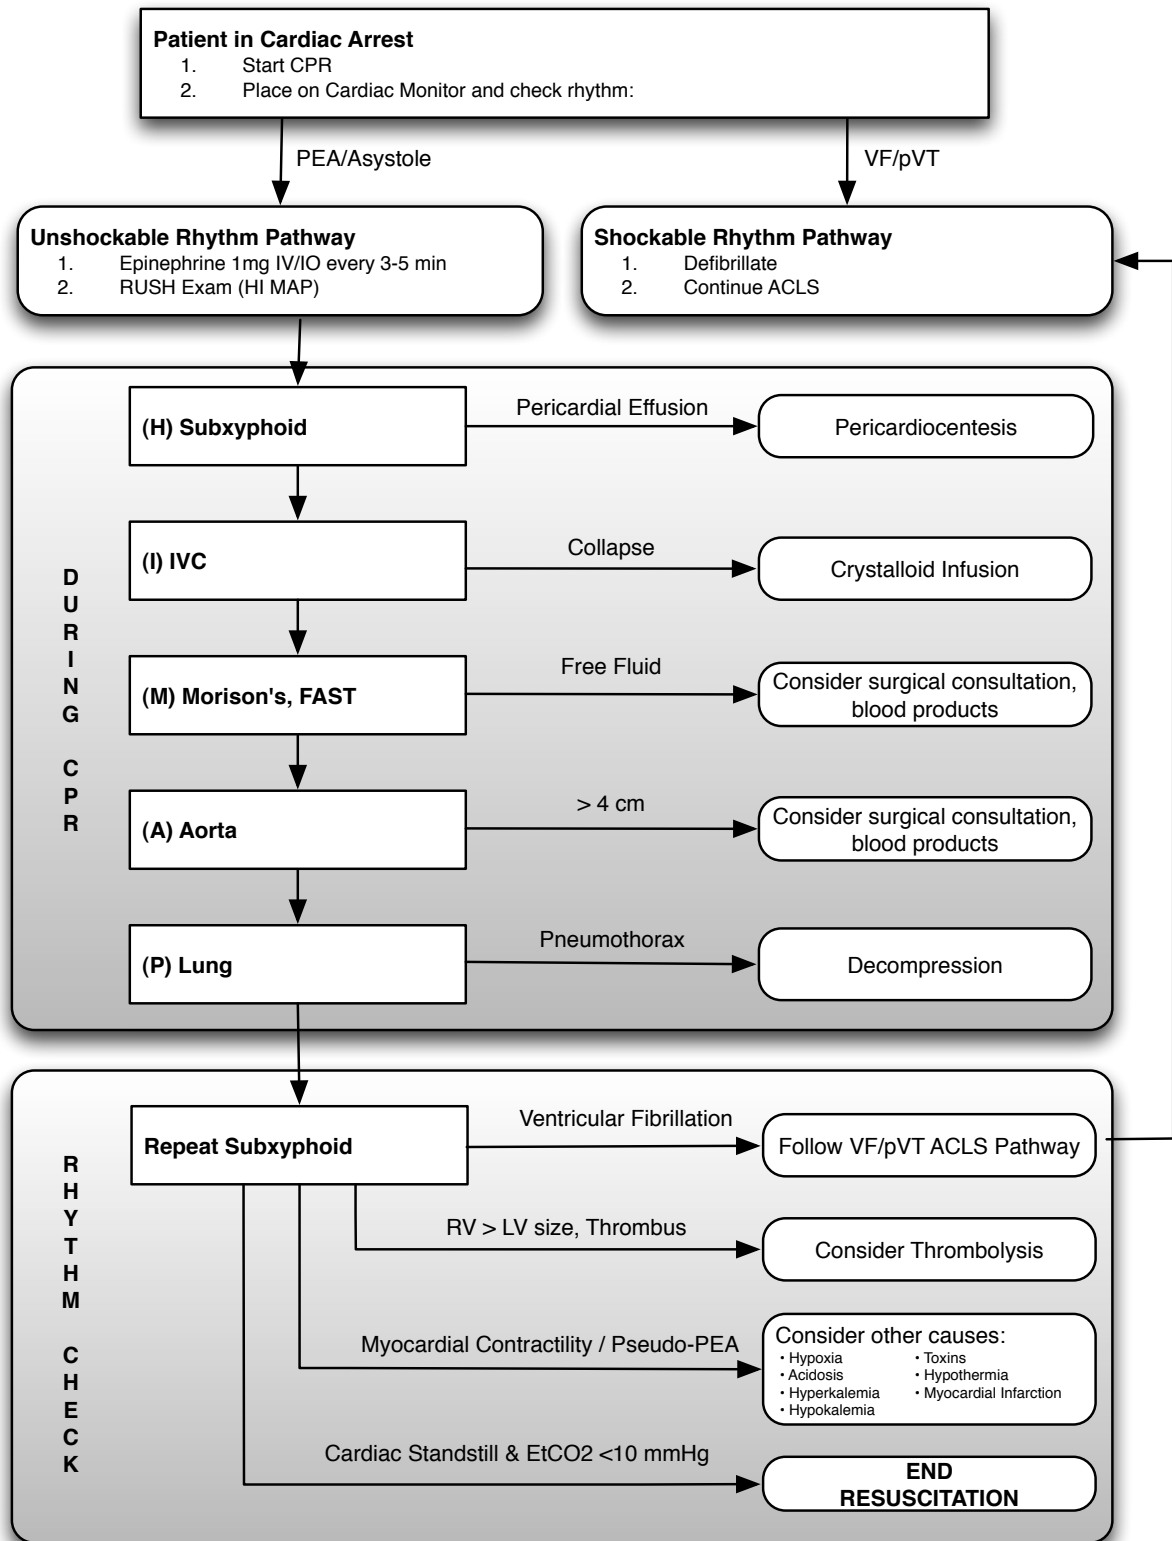 Patient in Cardiac Arrest
1. Start CPR
2. Place on Cardiac Monitor and check rhythm:
PEA/Asystole
VF/pVT
Unshockable Rhythm Pathway
1. Epinephrine 1mg IV/IO every 3-5 min
2. RUSH Exam (HI MAP)
Shockable Rhythm Pathway
1. Defibrillate
2. Continue ACLS
DURING CPR
(H) Subxyphoid
Pericardial Effusion
Pericardiocentesis
(I) IVC
Collapse
Crystalloid Infusion
(M) Morison's, FAST
Free Fluid
Consider surgical consultation,
blood products
(A) Aorta
> 4 cm
Consider surgical consultation,
blood products
(P) Lung
Pneumothorax
Decompression
RHYTHM CHECK
Repeat Subxyphoid
Ventricular Fibrillation
Follow VF/pVT ACLS Pathway
RV > LV size, Thrombus
Consider Thrombolysis
Myocardial Contractility / Pseudo-PEA
Consider other causes:
• Hypoxia
• Acidosis
• Hyperkalemia
• Hypokalemia
• Toxins
• Hypothermia
• Myocardial Infarction
Cardiac Standstill & EtCO2 <10 mmHg
END
RESUSCITATION